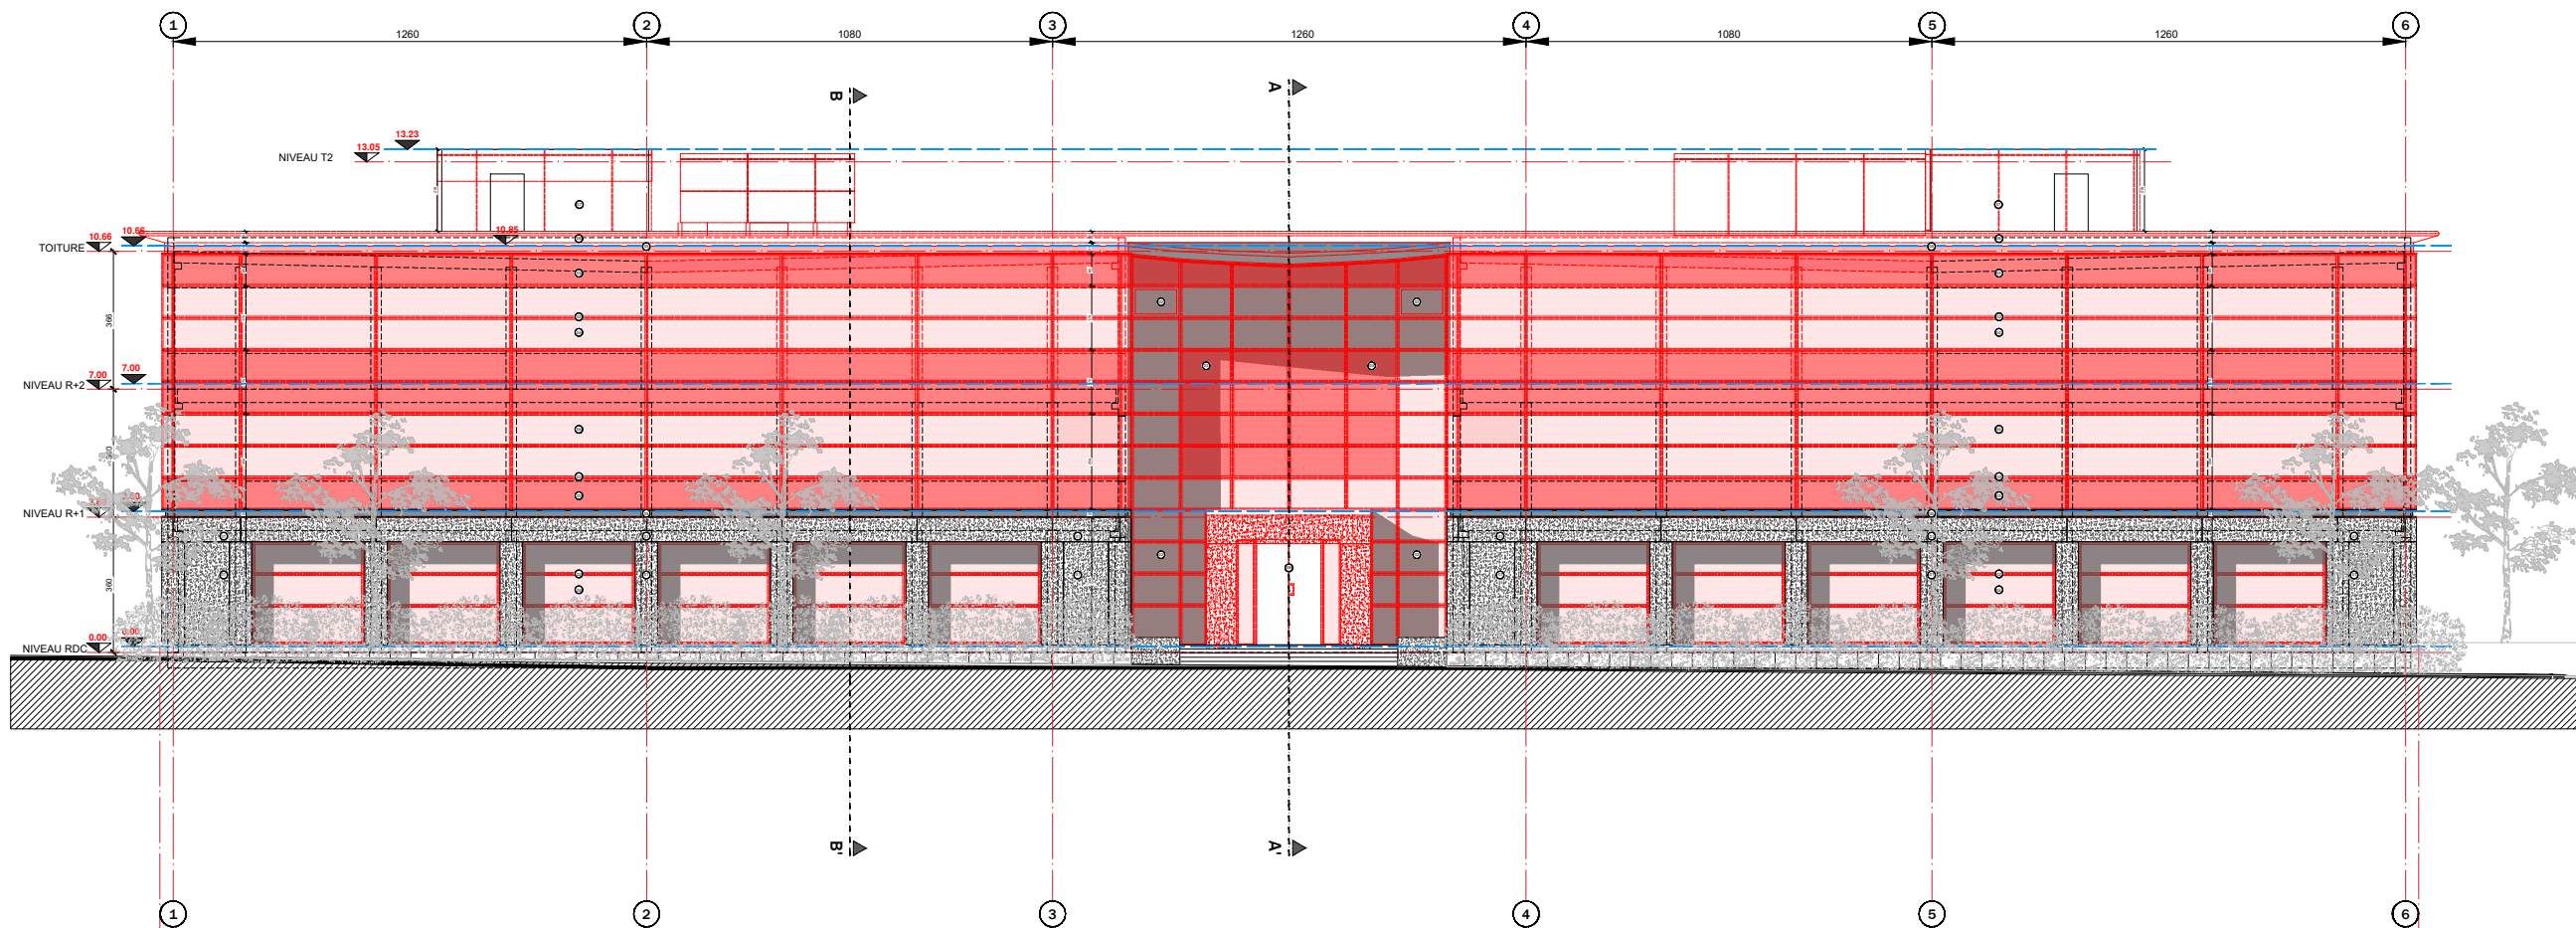 1 2 3 4 5 6
1260 1080 1260 1080 1260
A
B
13.23
NIVEAU T2 13.05
10.85
TOITURE 10.66 10.66
366
NIVEAU R+2 7.00 7.00
NIVEAU R+1
360
NIVEAU RDC 0.00 0.00
B' A'
1 2 3 4 5 6